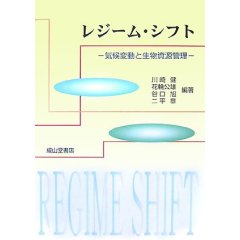 レジーム・シフト
－気候変動と生物資源管理－
川崎 健
花輪公雄
谷口 旭
二平 章
編著
成山堂書店
REGIME SHIFT